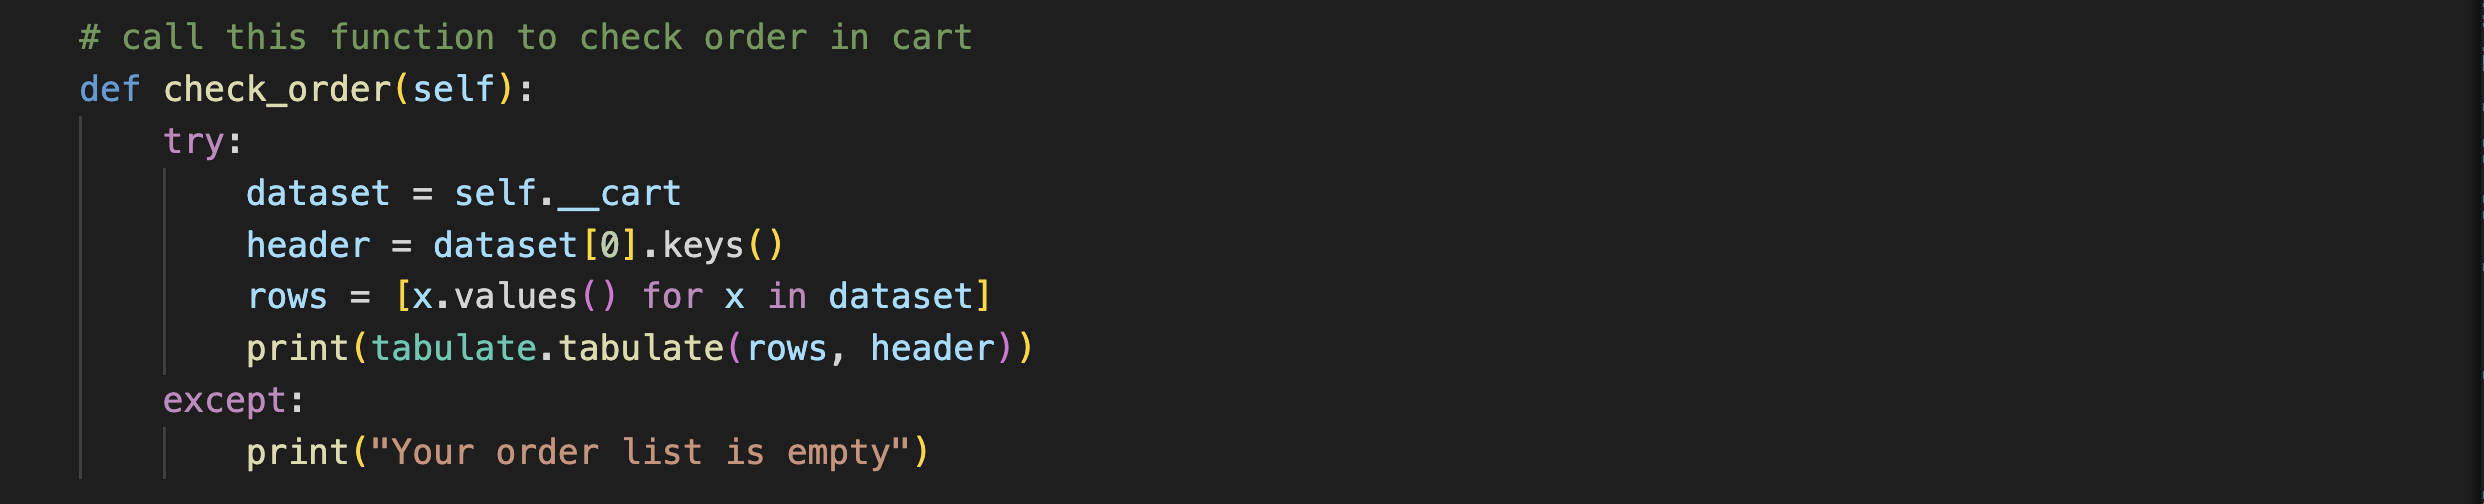 # call this function to check order in cart
def check_order(self):
    try:
        dataset = self.__cart
        header = dataset[0].keys()
        rows = [x.values() for x in dataset]
        print(tabulate.tabulate(rows, header))
    except:
        print("Your order list is empty")